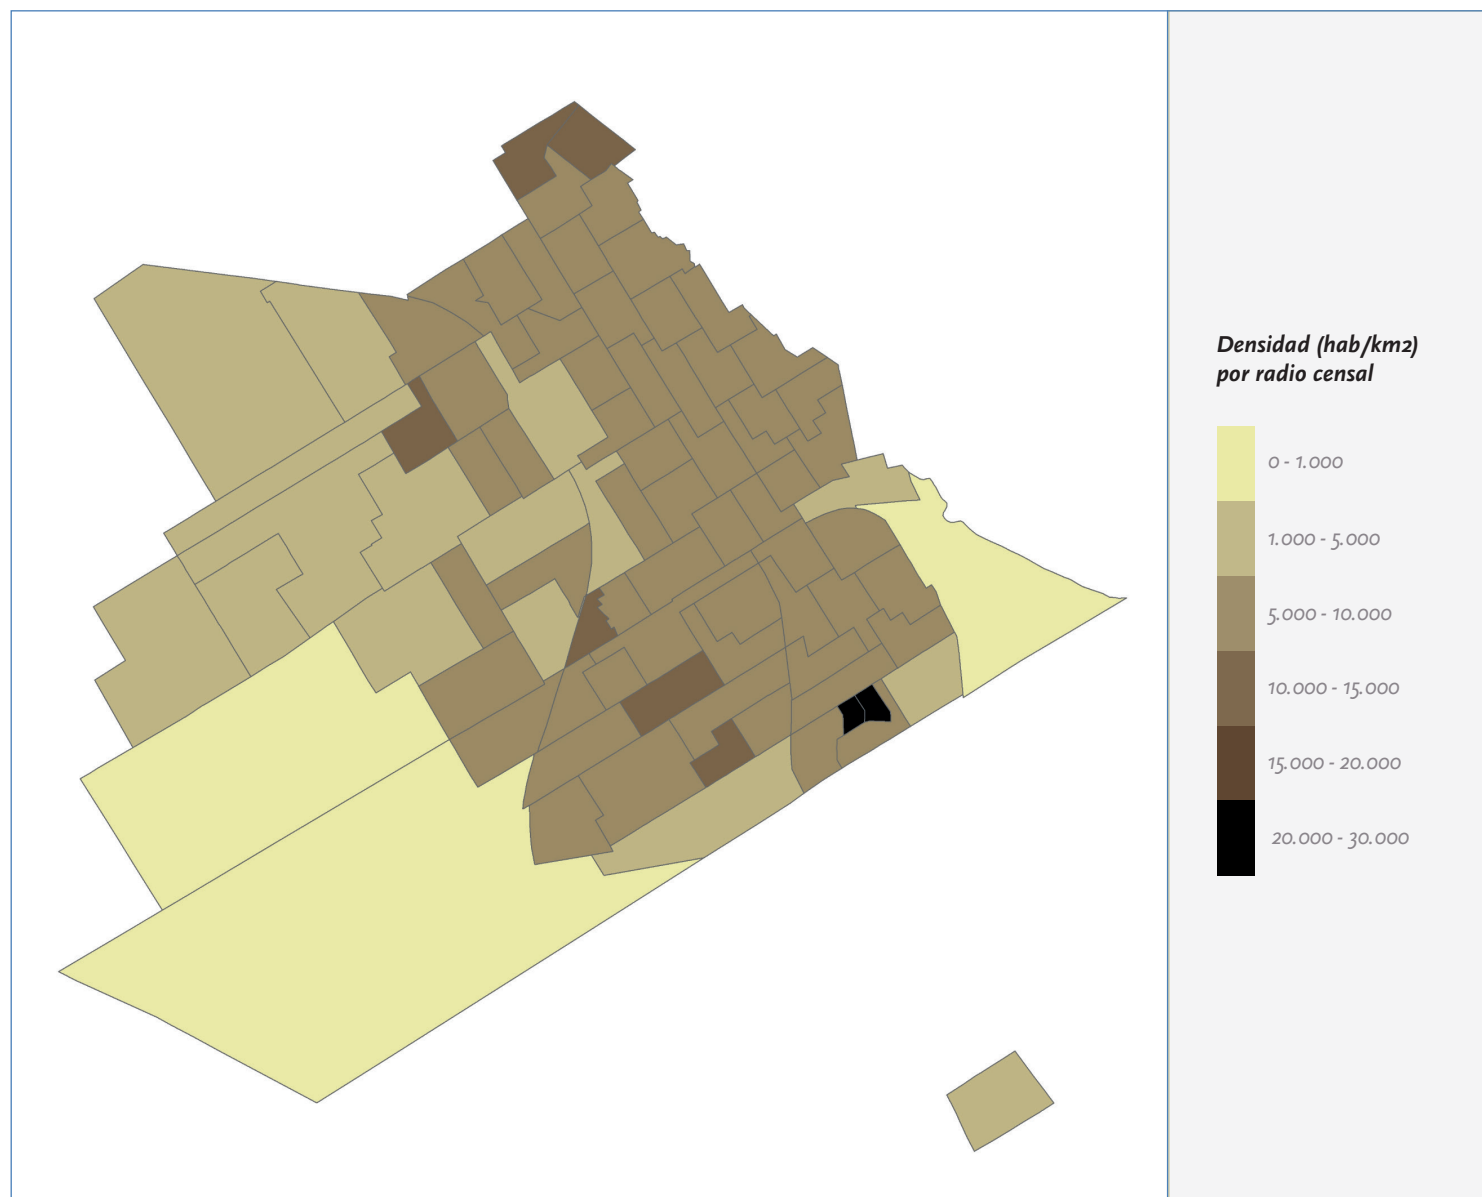 Densidad (hab/km2)
por radio censal
0 - 1.000
1.000 - 5.000
5.000 - 10.000
10.000 - 15.000
15.000 - 20.000
20.000 - 30.000